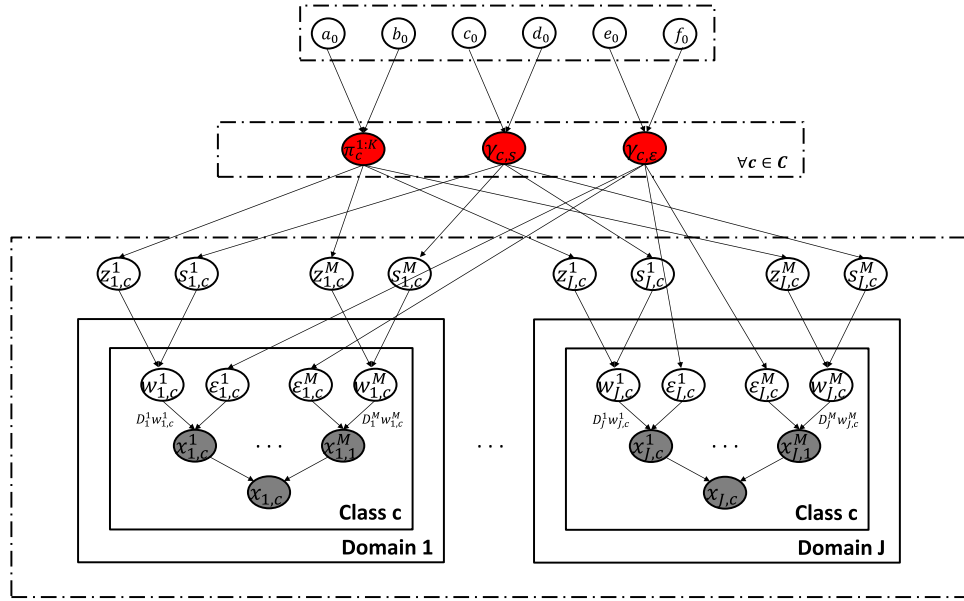 a₀ b₀ c₀ d₀ e₀ f₀
π_c^{1:K} γ_{c,s} γ_{c,ε} ∀c ∈ C
z_{1,c}^1 s_{1,c}^1 z_{1,c}^M s_{1,c}^M z_{J,c}^1 s_{J,c}^1 z_{J,c}^M s_{J,c}^M
w_{1,c}^1 ε_{1,c}^1 ε_{1,c}^M w_{1,c}^M w_{J,c}^1 ε_{J,c}^1 ε_{J,c}^M w_{J,c}^M
D_1^1 w_{1,c}^1 D_1^M w_{1,c}^M D_J^1 w_{J,c}^1 D_J^M w_{J,c}^M
x_{1,c}^1 ... x_{1,1}^M ... x_{J,c}^1 ... x_{J,1}^M
x_{1,c} x_{J,c}
Class c Class c
Domain 1 Domain J